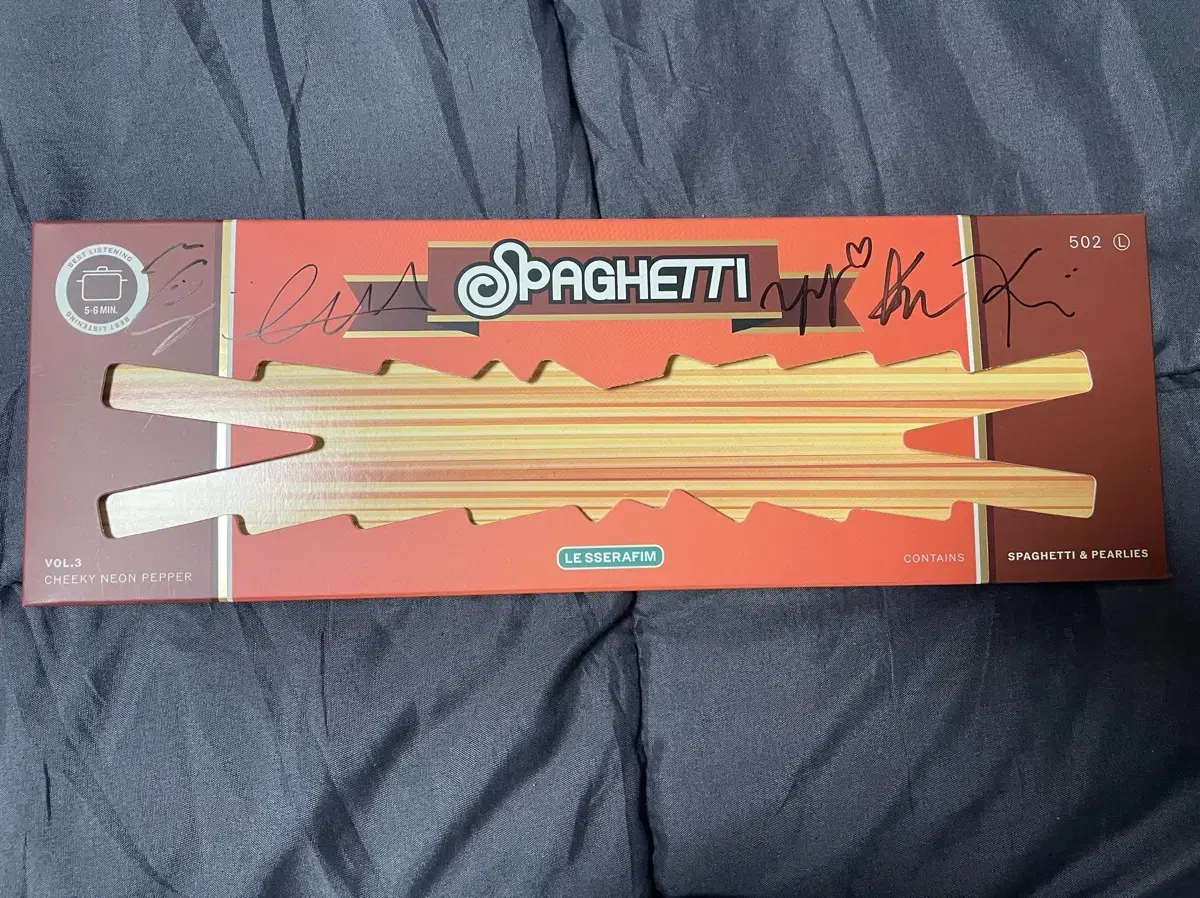 BEST LISTENING
5-6 MIN.
BEST LISTENING
SPAGHETTI
502 L
VOL.3
CHEEKY NEON PEPPER
LE SSERAFIM
CONTAINS
SPAGHETTI & PEARLIES